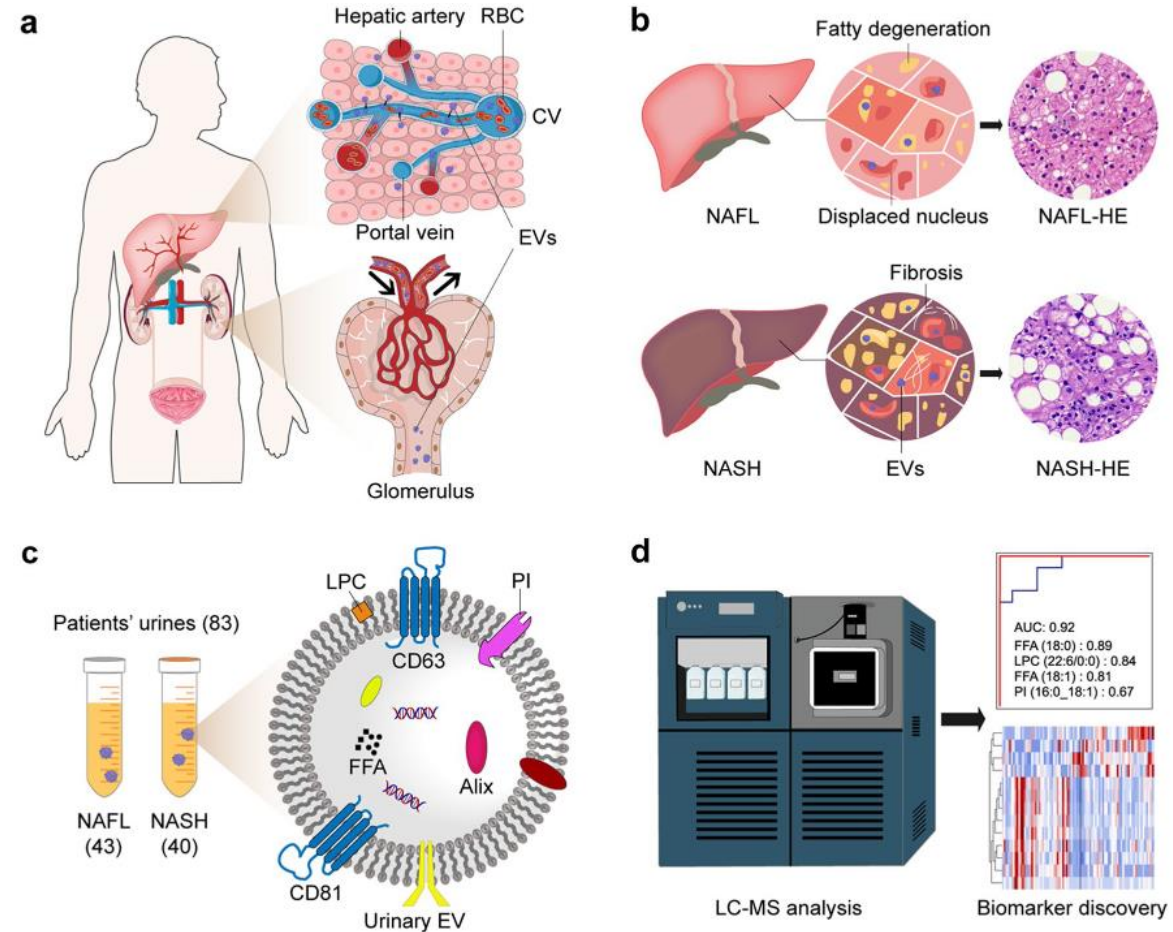 a
Hepatic artery
RBC
CV
Portal vein
EVs
Glomerulus
b
Fatty degeneration
NAFL
Displaced nucleus
NAFL-HE
Fibrosis
NASH
EVs
NASH-HE
c
Patients' urines (83)
NAFL
(43)
NASH
(40)
LPC
CD63
PI
FFA
Alix
CD81
Urinary EV
d
AUC: 0.92
FFA (18:0) : 0.89
LPC (22:6/0:0) : 0.84
FFA (18:1) : 0.81
PI (16:0_18:1) : 0.67
LC-MS analysis
Biomarker discovery